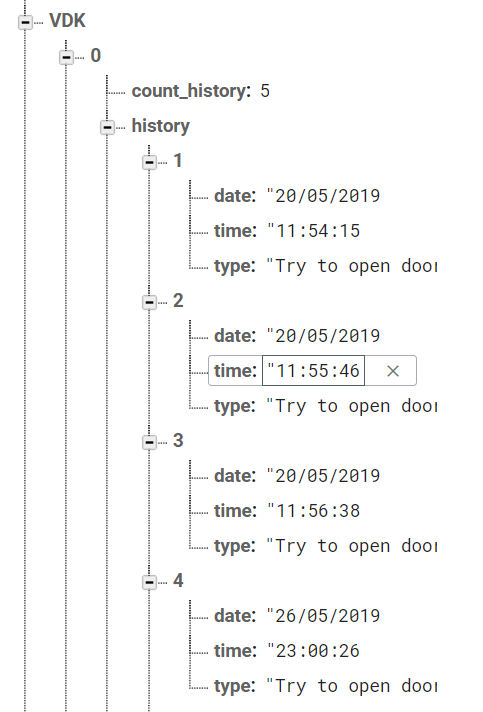 VDK
0
count_history: 5
history
1
date: "20/05/2019
time: "11:54:15
type: "Try to open door
2
date: "20/05/2019
time: "11:55:46 ×
type: "Try to open door
3
date: "20/05/2019
time: "11:56:38
type: "Try to open door
4
date: "26/05/2019
time: "23:00:26
type: "Try to open door